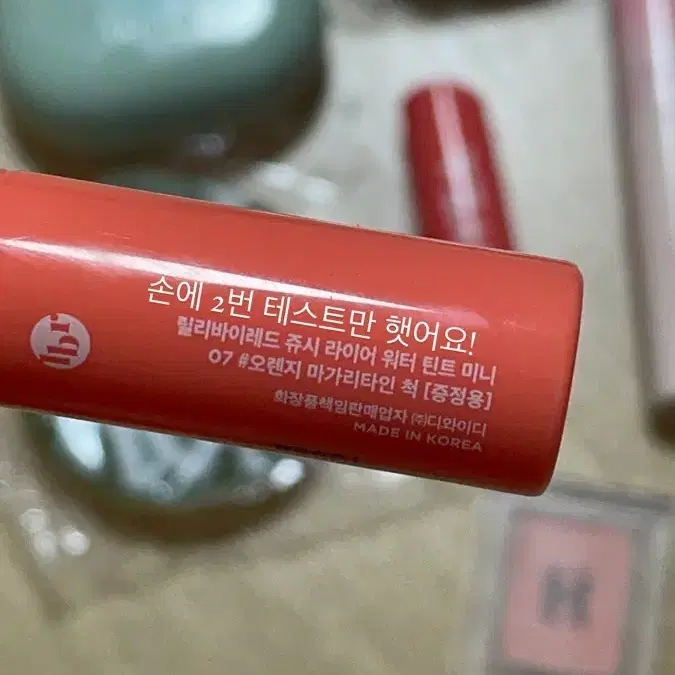 손에 2번 테스트만 햇어요!
릴리바이레드 쥬시 라이어 워터 틴트 미니
07 #오렌지 마가리타인 척 [증정용]
화장품책임판매업자 ㈜디와이디
MADE IN KOREA
lbr